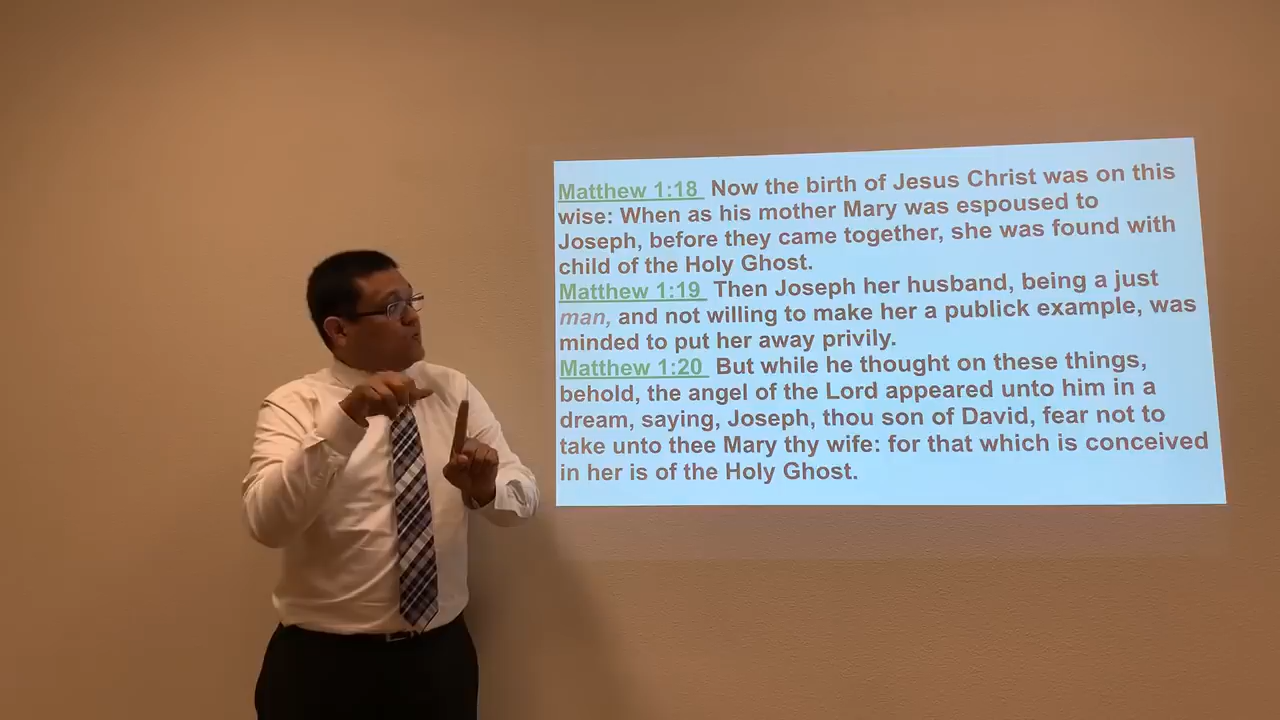 Matthew 1:18 Now the birth of Jesus Christ was on this
wise: When as his mother Mary was espoused to
Joseph, before they came together, she was found with
child of the Holy Ghost.
Matthew 1:19 Then Joseph her husband, being a just
man, and not willing to make her a publick example, was
minded to put her away privily.
Matthew 1:20 But while he thought on these things,
behold, the angel of the Lord appeared unto him in a
dream, saying, Joseph, thou son of David, fear not to
take unto thee Mary thy wife: for that which is conceived
in her is of the Holy Ghost.